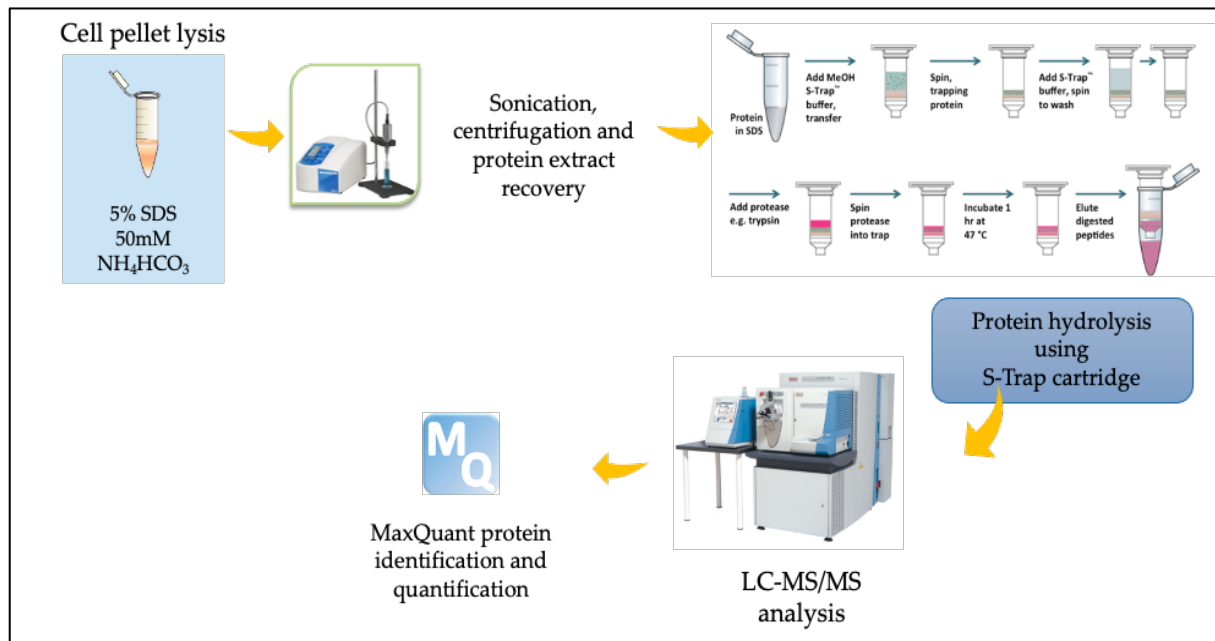 Cell pellet lysis
5% SDS
50mM
NH₄HCO₃
Sonication,
centrifugation and
protein extract
recovery
Protein
in SDS
Add MeOH
S-Trap™
buffer,
transfer
Spin,
trapping
protein
Add S-Trap™
buffer, spin
to wash
Add protease
e.g. trypsin
Spin
protease
into trap
Incubate 1
hr at
47 °C
Elute
digested
peptides
Protein hydrolysis
using
S-Trap cartridge
LC-MS/MS
analysis
M
Q
MaxQuant protein
identification and
quantification